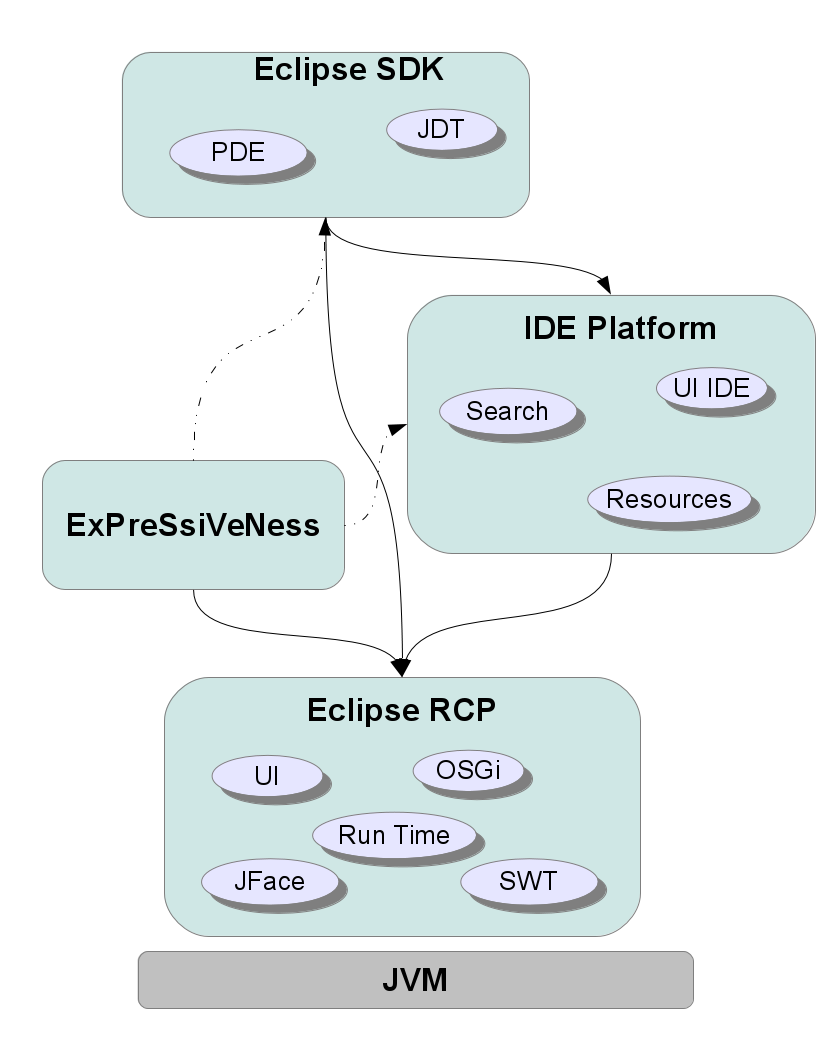 Eclipse SDK
JDT
PDE
IDE Platform
UI IDE
Search
Resources
ExPreSsiVeNess
Eclipse RCP
UI
OSGi
Run Time
JFace
SWT
JVM